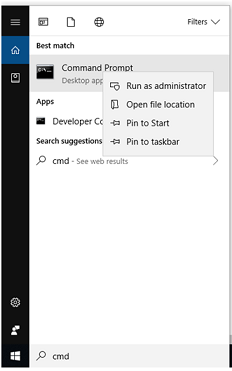 Filters
Best match
Command Prompt
Desktop app
Run as administrator
Open file location
Pin to Start
Pin to taskbar
Apps
Developer Co
Search suggestions
cmd - See web results
cmd